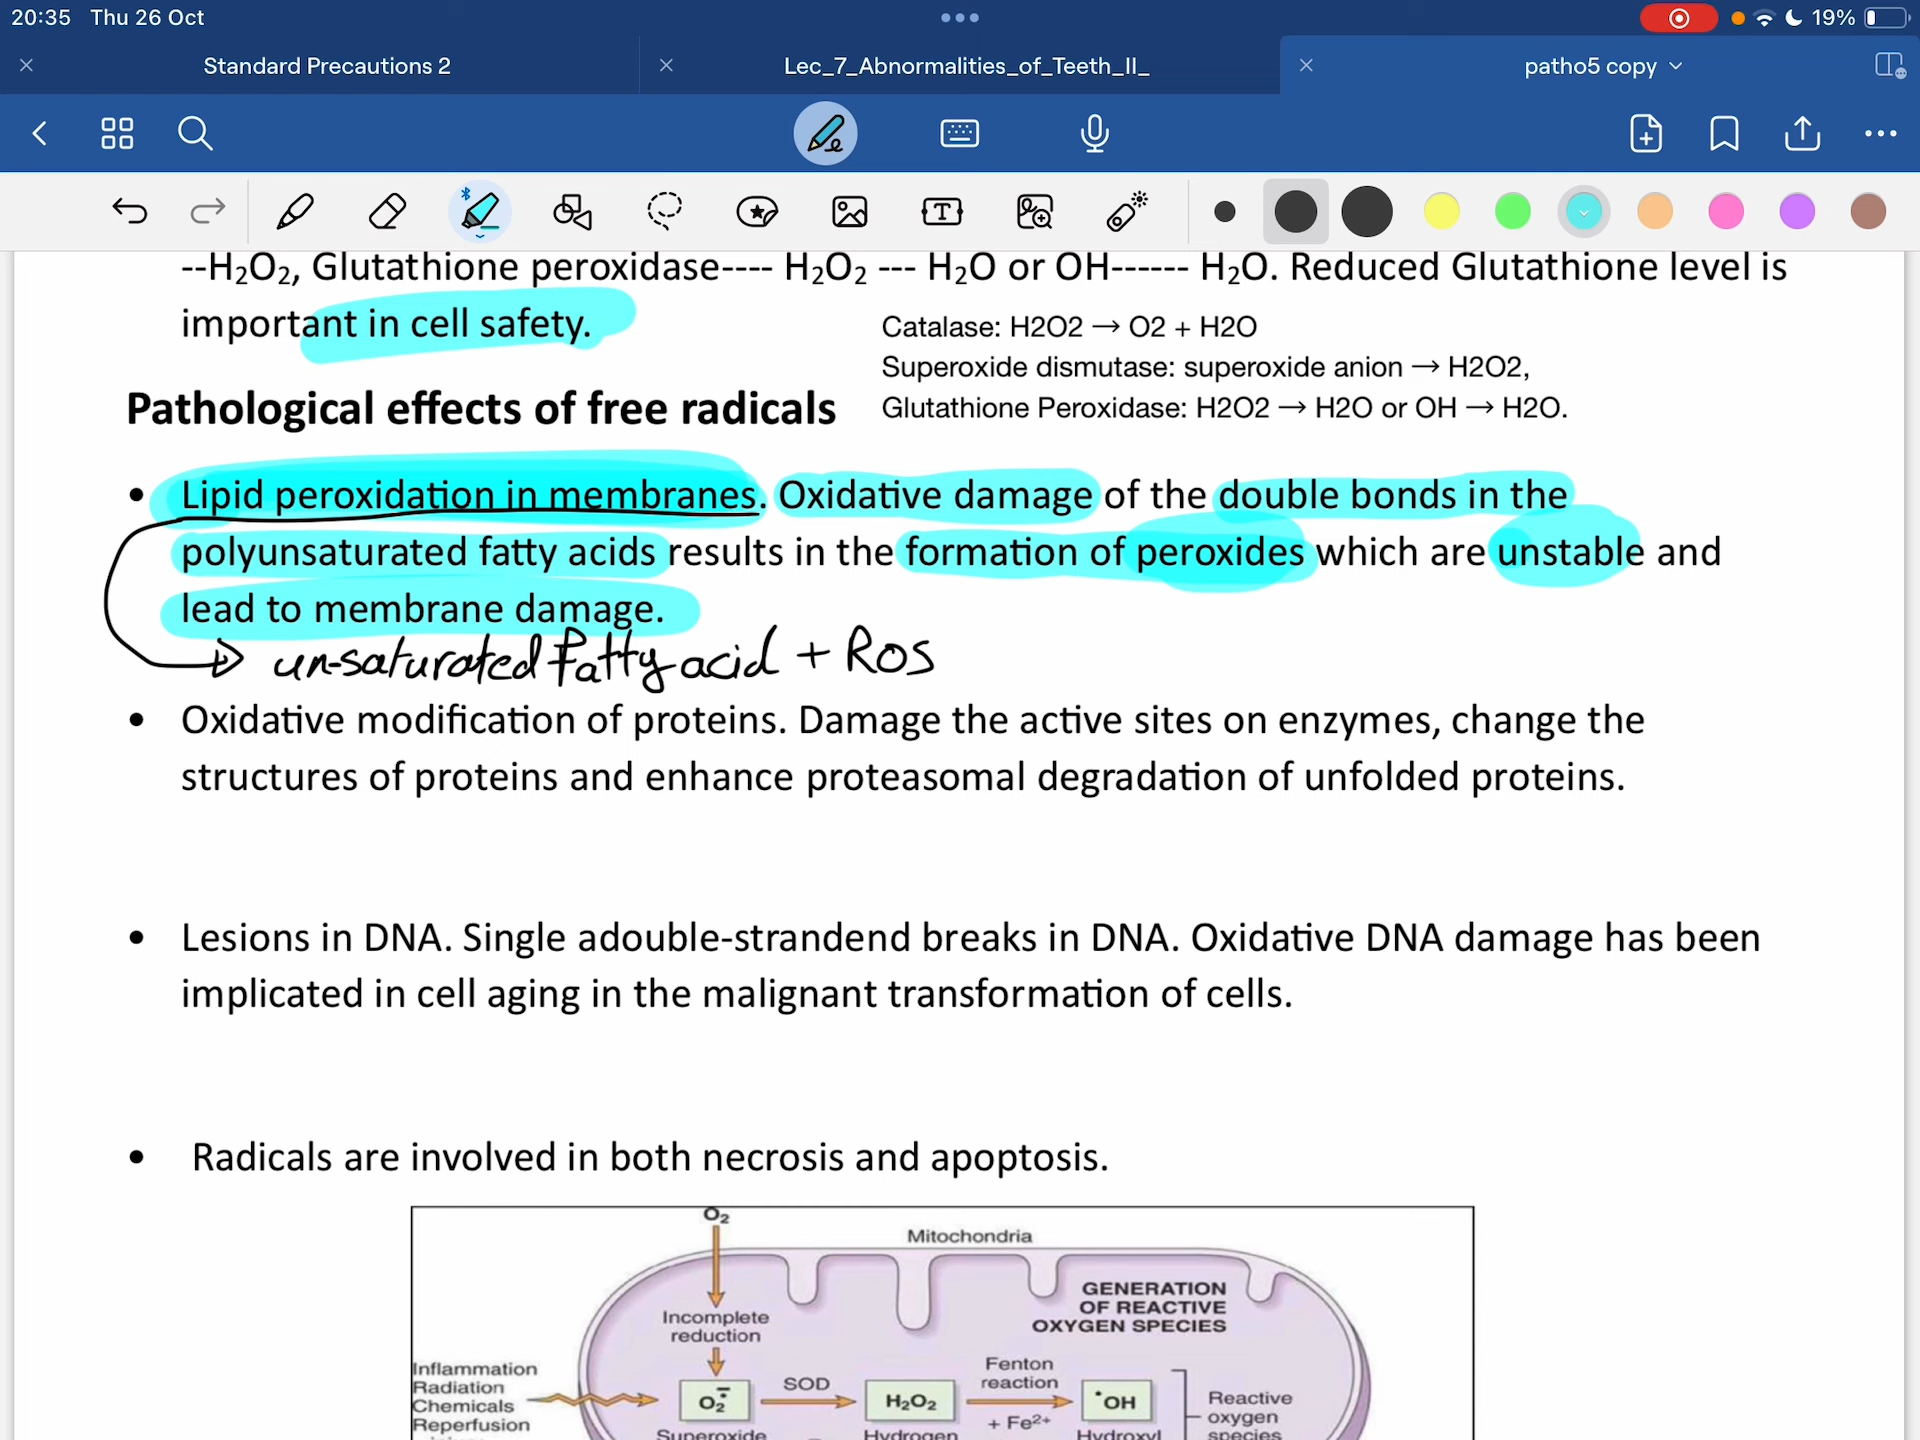 20:35 Thu 26 Oct
19%
Standard Precautions 2
Lec_7_Abnormalities_of_Teeth_II_
patho5 copy
--H₂O₂, Glutathione peroxidase---- H₂O₂ --- H₂O or OH------ H₂O. Reduced Glutathione level is
important in cell safety.
Catalase: H2O2 → O2 + H2O
Superoxide dismutase: superoxide anion → H2O2,
Glutathione Peroxidase: H2O2 → H2O or OH → H2O.
Pathological effects of free radicals
• Lipid peroxidation in membranes. Oxidative damage of the double bonds in the
polyunsaturated fatty acids results in the formation of peroxides which are unstable and
lead to membrane damage.
un-saturated fatty acid + ROS
• Oxidative modification of proteins. Damage the active sites on enzymes, change the
structures of proteins and enhance proteasomal degradation of unfolded proteins.
• Lesions in DNA. Single adouble-strandend breaks in DNA. Oxidative DNA damage has been
implicated in cell aging in the malignant transformation of cells.
• Radicals are involved in both necrosis and apoptosis.
O₂
Mitochondria
GENERATION
OF REACTIVE
OXYGEN SPECIES
Incomplete
reduction
Inflammation
Radiation
Chemicals
Reperfusion
O₂⨪
SOD
H₂O₂
Fenton
reaction
+ Fe²⁺
•OH
Reactive
oxygen
species
Superoxide
Hydrogen
Hydroxyl